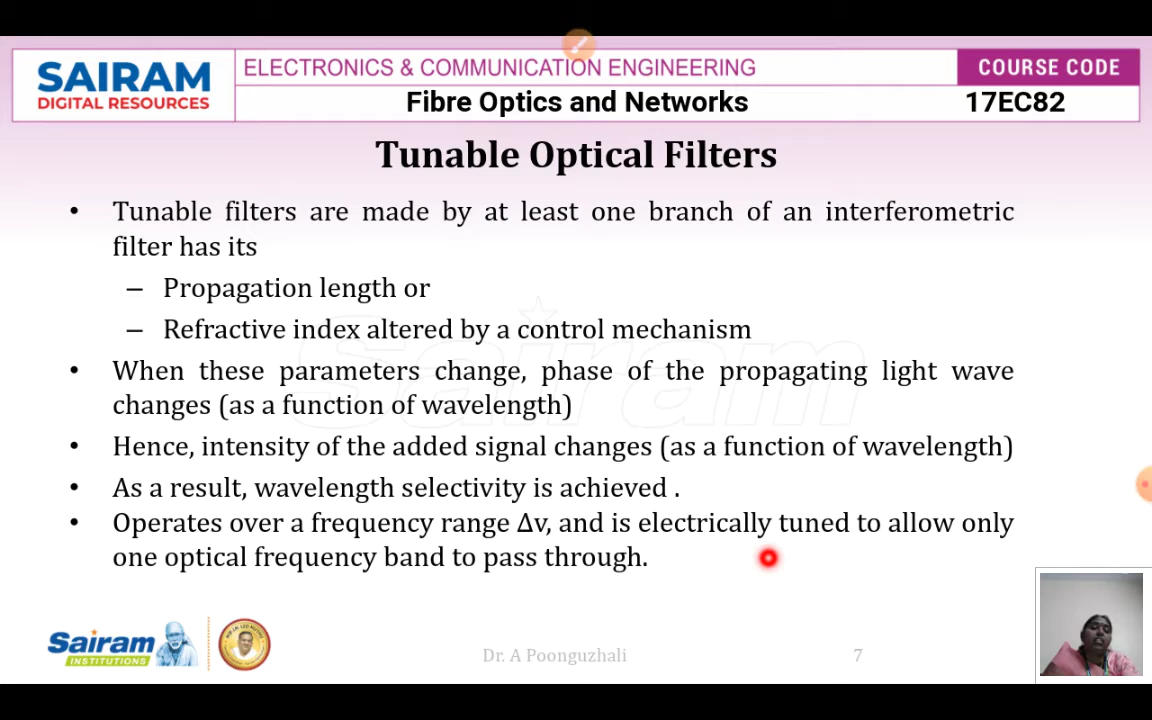 SAIRAM
DIGITAL RESOURCES
ELECTRONICS & COMMUNICATION ENGINEERING
COURSE CODE
Fibre Optics and Networks
17EC82
Tunable Optical Filters
• Tunable filters are made by at least one branch of an interferometric
filter has its
– Propagation length or
– Refractive index altered by a control mechanism
• When these parameters change, phase of the propagating light wave
changes (as a function of wavelength)
• Hence, intensity of the added signal changes (as a function of wavelength)
• As a result, wavelength selectivity is achieved .
• Operates over a frequency range Δν, and is electrically tuned to allow only
one optical frequency band to pass through.
Sairam
Sairam
INSTITUTIONS
Dr. A Poonguzhali
7